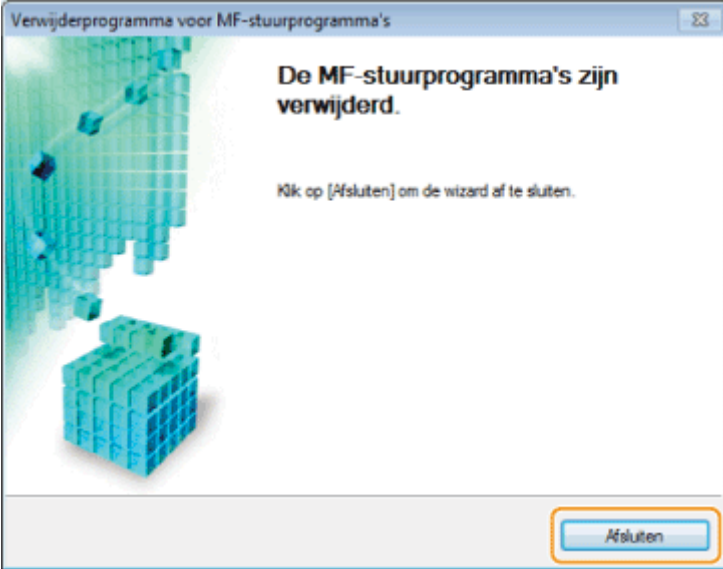 Verwijderprogramma voor MF-stuurprogramma's
De MF-stuurprogramma's zijn
verwijderd.
Klik op [Afsluiten] om de wizard af te sluiten.
Afsluiten